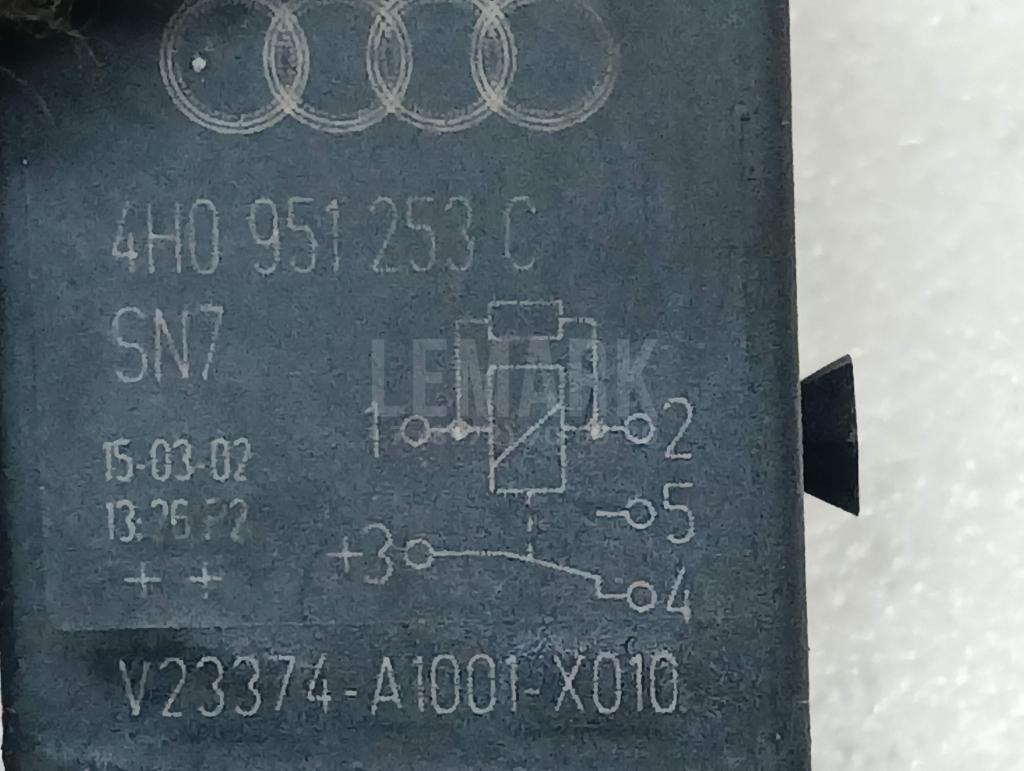 4H0 951 253 C
SN7
LEMARK
1
2
15-03-02
5
+3
4
+ +
V23374-A1001-X010